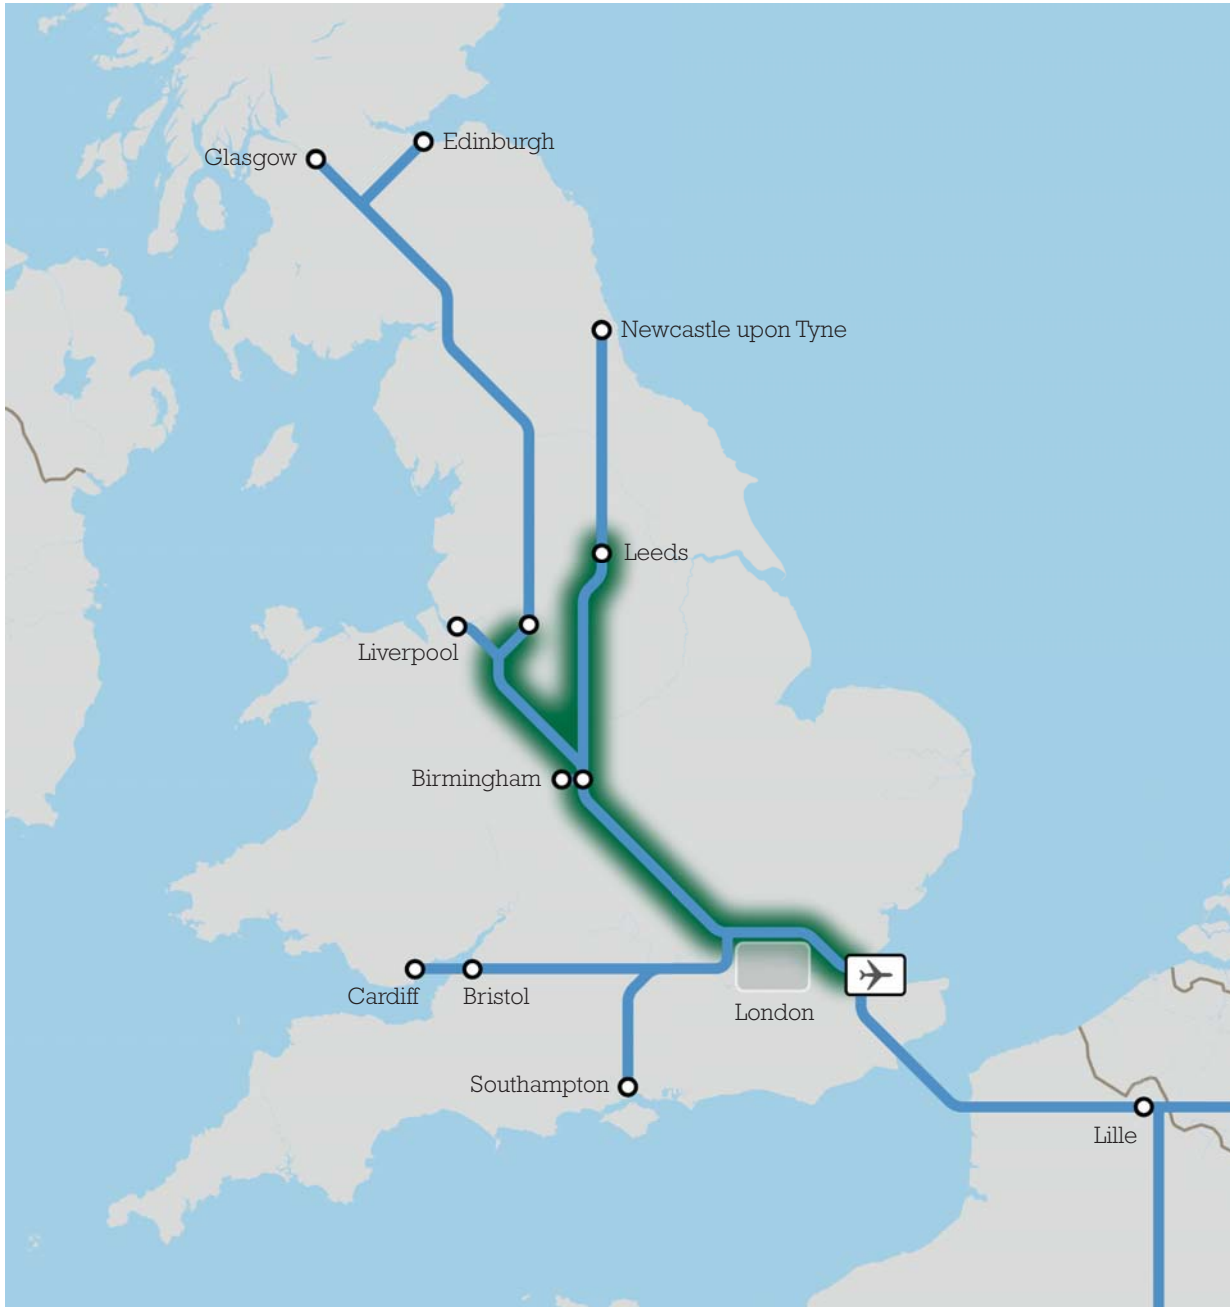 Edinburgh
Glasgow
Newcastle upon Tyne
Leeds
Liverpool
Birmingham
Cardiff
Bristol
London
Southampton
Lille